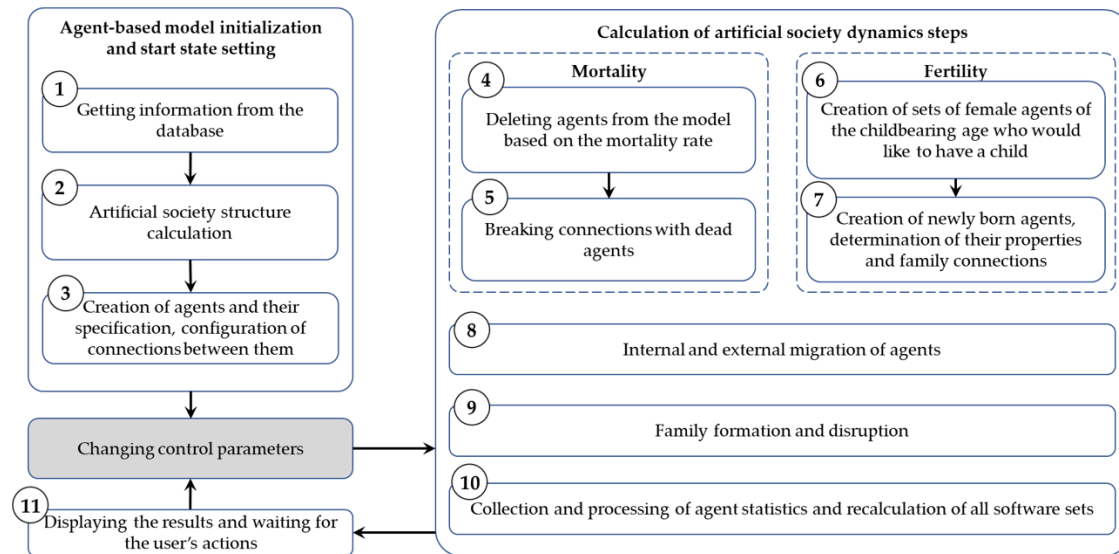 Agent-based model initialization
and start state setting
1
Getting information from the
database
2
Artificial society structure
calculation
3
Creation of agents and their
specification, configuration of
connections between them
Changing control parameters
11
Displaying the results and waiting for
the user's actions
Calculation of artificial society dynamics steps
Mortality
4
Deleting agents from the model
based on the mortality rate
5
Breaking connections with dead
agents
Fertility
6
Creation of sets of female agents of
the childbearing age who would
like to have a child
7
Creation of newly born agents,
determination of their properties
and family connections
8
Internal and external migration of agents
9
Family formation and disruption
10
Collection and processing of agent statistics and recalculation of all software sets